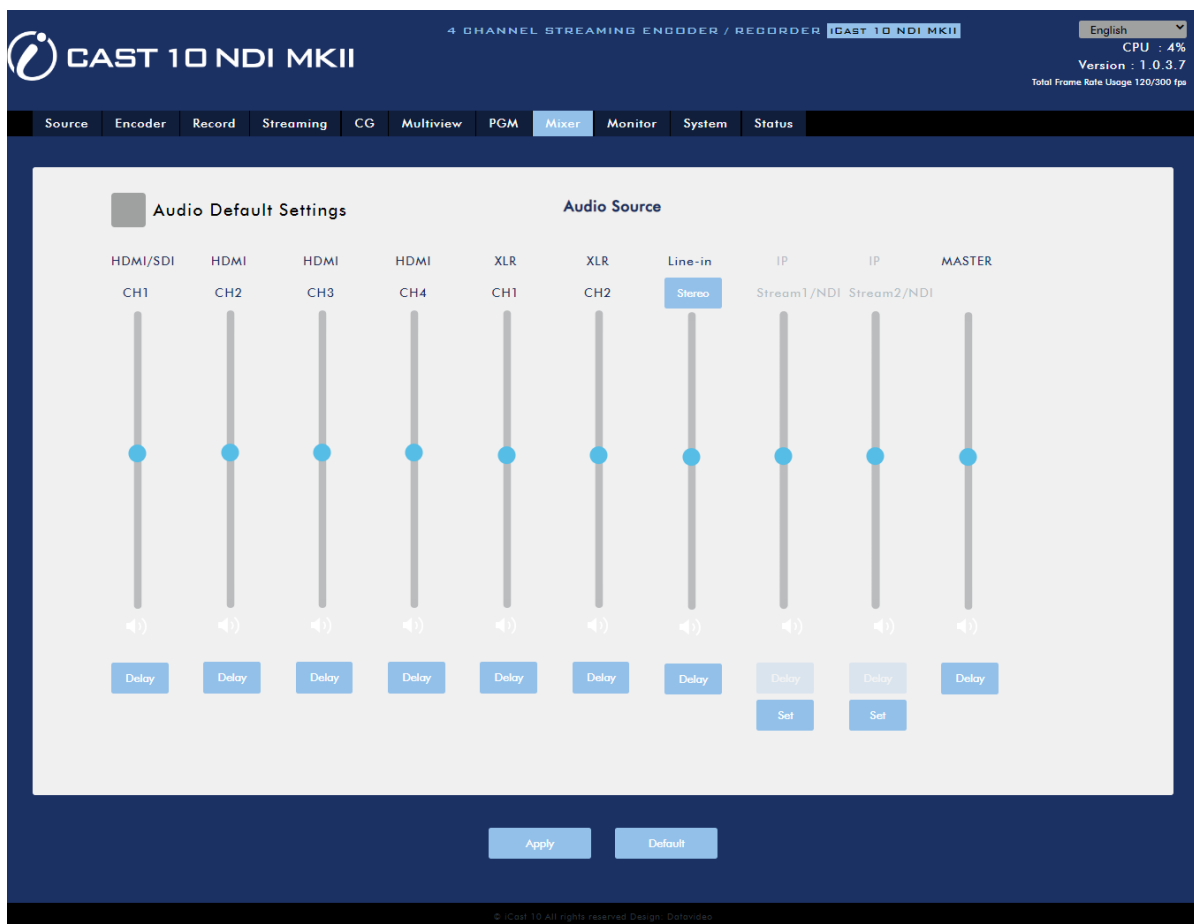 4 CHANNEL STREAMING ENCODER / RECORDER iCAST 10 NDI MKII
English
CPU : 4%
Version : 1.0.3.7
Total Frame Rate Usage 120/300 fps
i CAST 10 NDI MKII
Source Encoder Record Streaming CG Multiview PGM Mixer Monitor System Status
Audio Default Settings
Audio Source
HDMI/SDI HDMI HDMI HDMI XLR XLR Line-in IP IP MASTER
CH1 CH2 CH3 CH4 CH1 CH2 Stereo Stream1/NDI Stream2/NDI
Delay Delay Delay Delay Delay Delay Delay Delay Delay Delay
Set Set
Apply Default
© iCast 10 All rights reserved Design: Datavideo